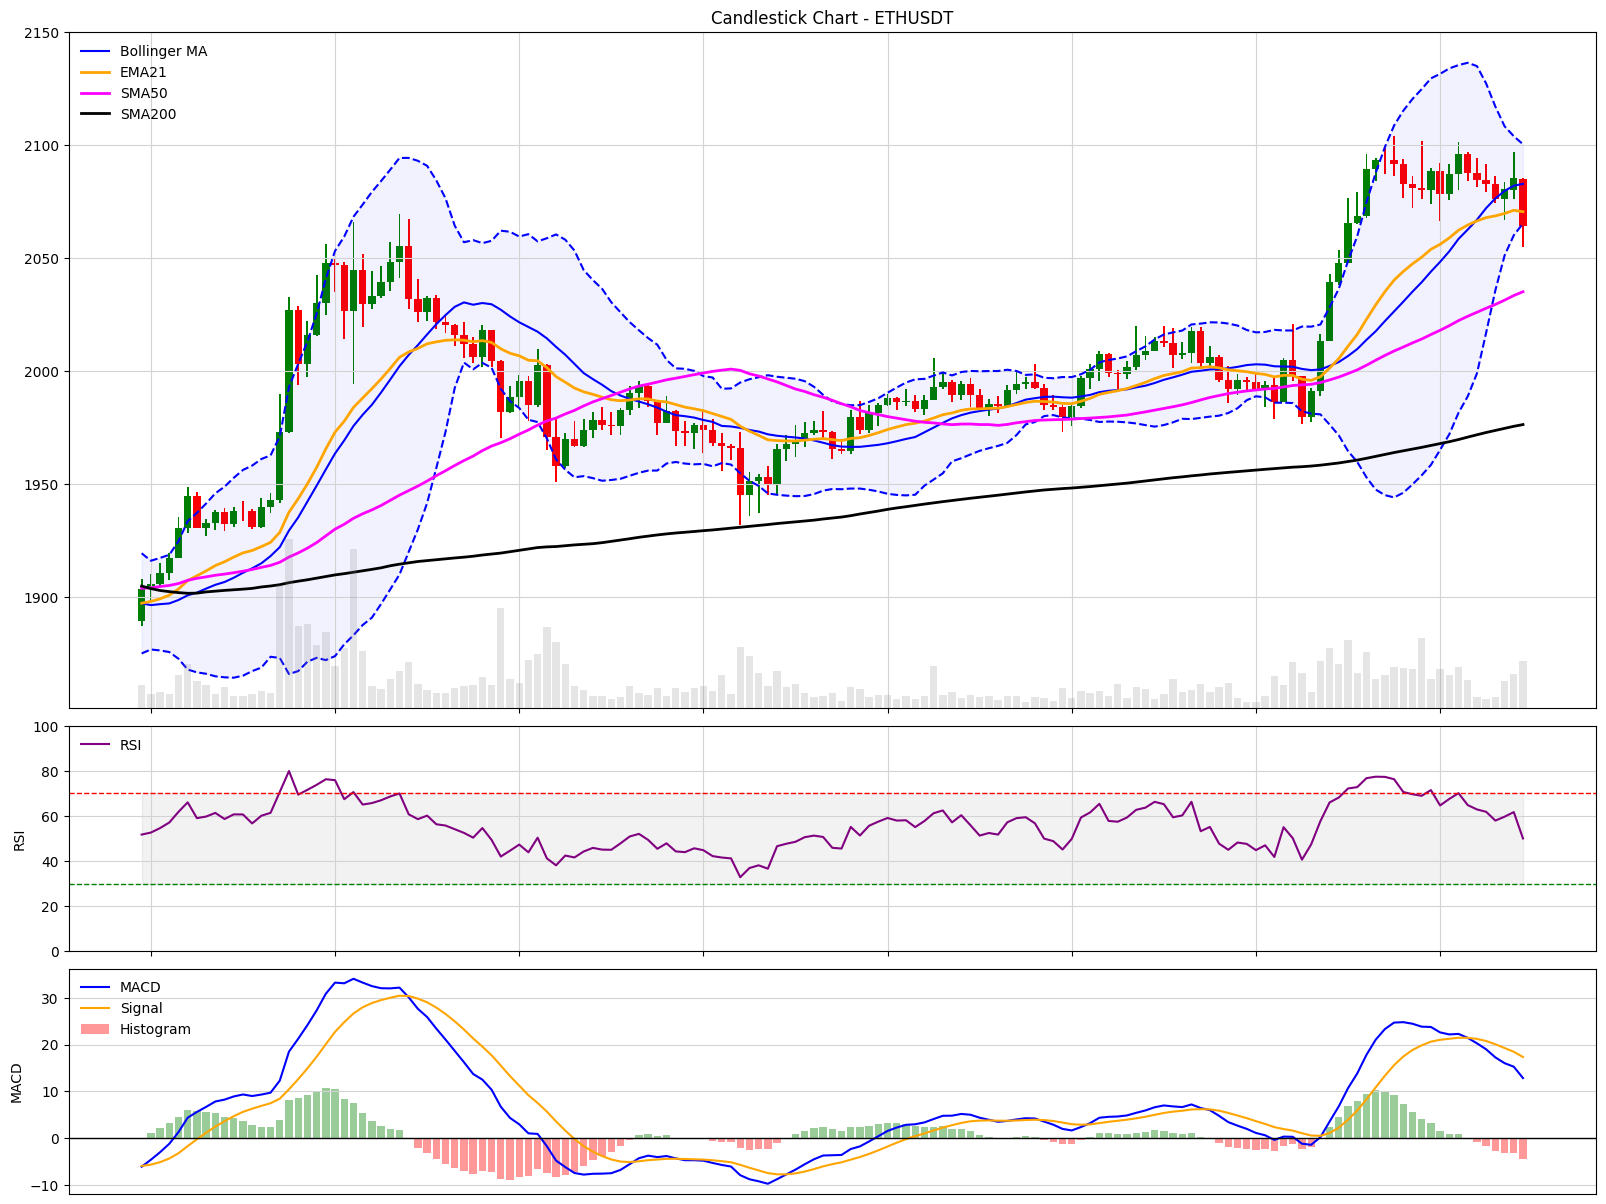 Candlestick Chart - ETHUSDT
2150
2100
2050
2000
1950
1900
Bollinger MA
EMA21
SMA50
SMA200
RSI
100
80
60
40
20
0
RSI
MACD
30
20
10
0
−10
MACD
Signal
Histogram